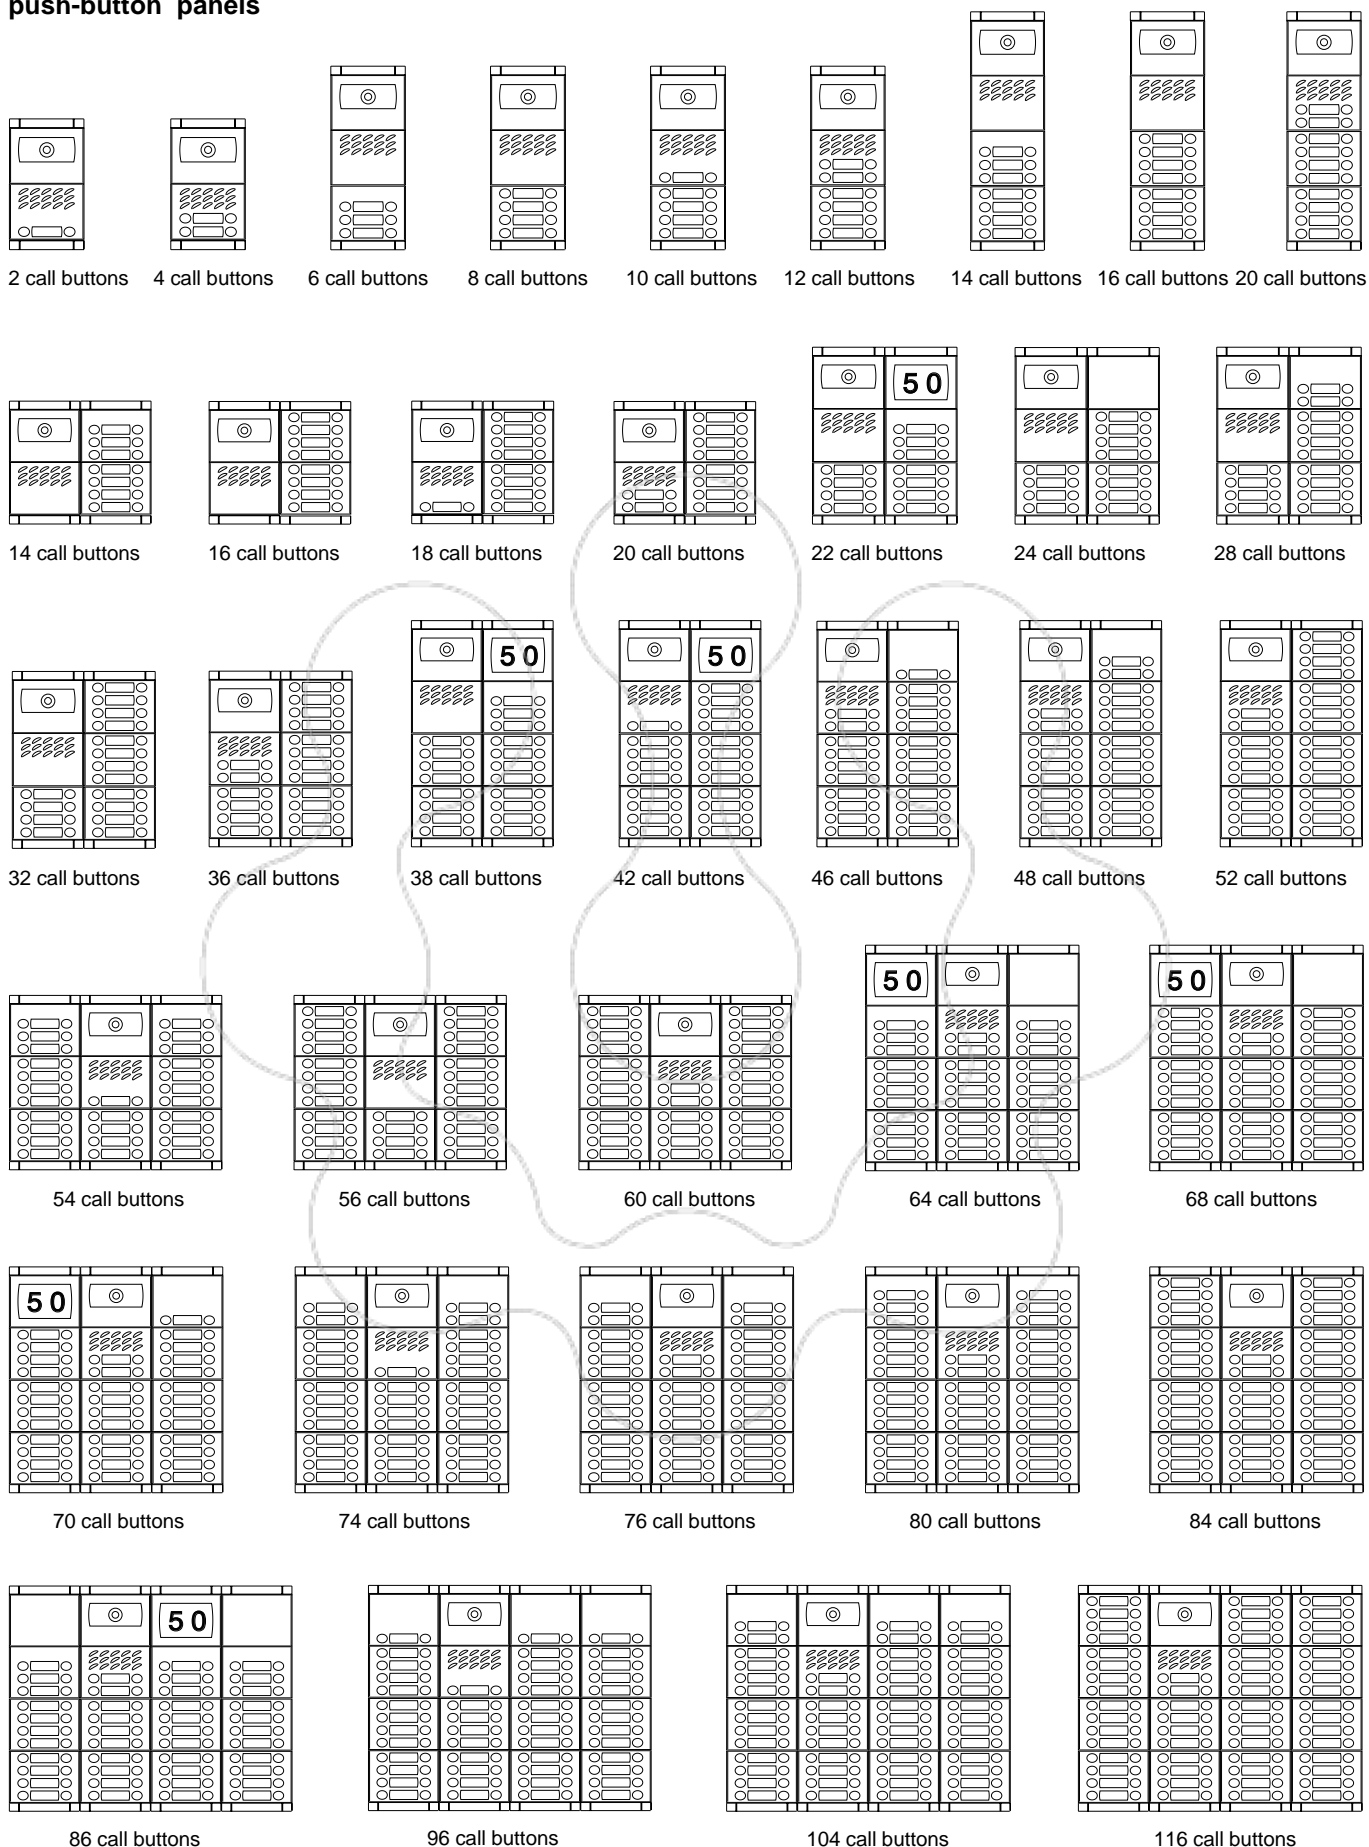 push-button panels
2 call buttons
4 call buttons
6 call buttons
8 call buttons
10 call buttons
12 call buttons
14 call buttons
16 call buttons
20 call buttons
50
14 call buttons
16 call buttons
18 call buttons
20 call buttons
22 call buttons
24 call buttons
28 call buttons
50
50
32 call buttons
36 call buttons
38 call buttons
42 call buttons
46 call buttons
48 call buttons
52 call buttons
50
50
54 call buttons
56 call buttons
60 call buttons
64 call buttons
68 call buttons
50
70 call buttons
74 call buttons
76 call buttons
80 call buttons
84 call buttons
50
86 call buttons
96 call buttons
104 call buttons
116 call buttons